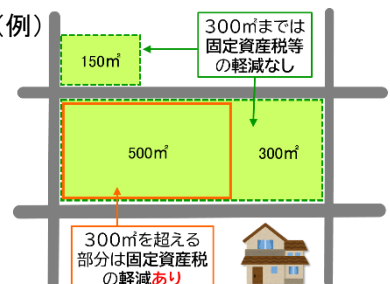 (例)
300㎡までは
固定資産税等
の軽減なし
150㎡
500㎡
300㎡
300㎡を超える
部分は固定資産税
の軽減あり